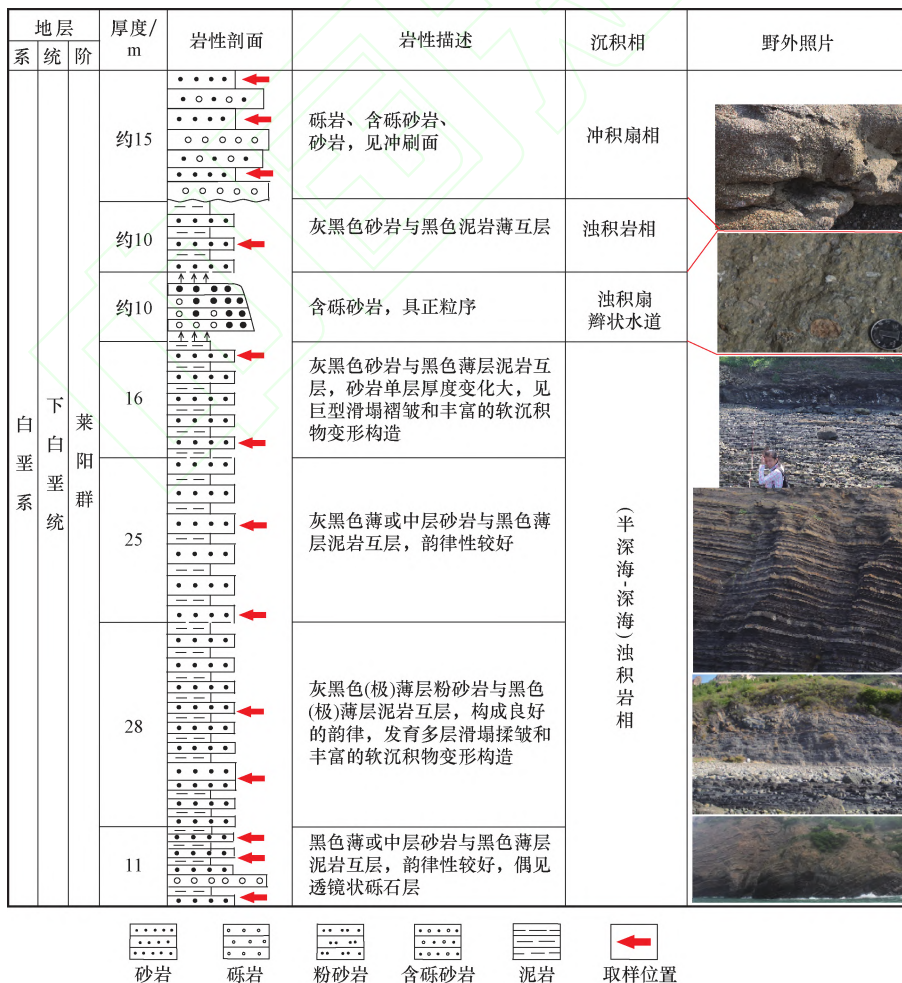 地层
厚度/
m
岩性剖面
岩性描述
沉积相
野外照片
系
统
阶
白垩系
下白垩统
莱阳群
约15
砾岩、含砾砂岩、
砂岩，见冲刷面
冲积扇相
约10
灰黑色砂岩与黑色泥岩薄互层
浊积岩相
约10
含砾砂岩，具正粒序
浊积扇
辫状水道
16
灰黑色砂岩与黑色薄层泥岩互
层，砂岩单层厚度变化大，见
巨型滑塌褶皱和丰富的软沉积
物变形构造
25
灰黑色薄或中层砂岩与黑色薄
层泥岩互层，韵律性较好
(半深海-深海)浊积岩相
28
灰黑色(极)薄层粉砂岩与黑色
(极)薄层泥岩互层，构成良好
的韵律，发育多层滑塌揉皱和
丰富的软沉积物变形构造
11
黑色薄或中层砂岩与黑色薄层
泥岩互层，韵律性较好，偶见
透镜状砾石层
砂岩
砾岩
粉砂岩
含砾砂岩
泥岩
取样位置